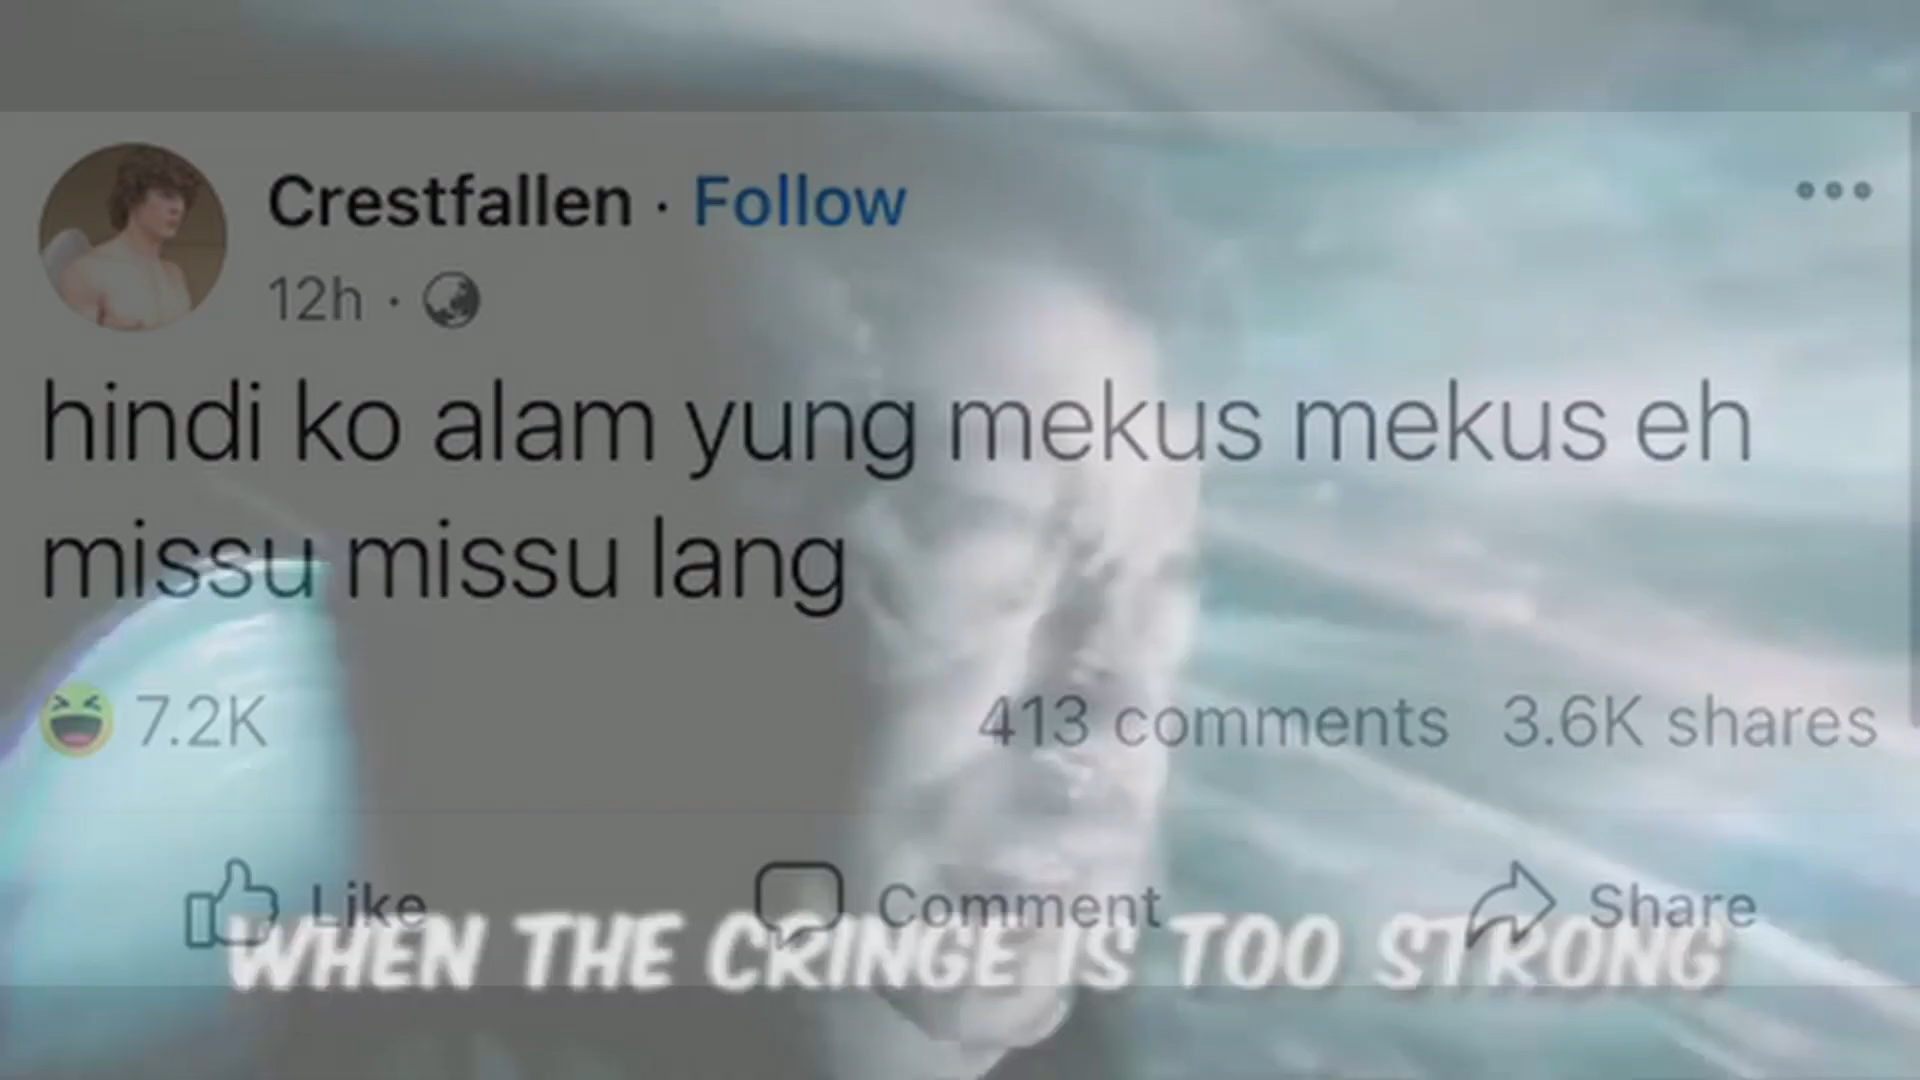 Crestfallen · Follow
12h ·
hindi ko alam yung mekus mekus eh
missu missu lang
7.2K 413 comments 3.6K shares
Like Comment Share
WHEN THE CRINGE IS TOO STRONG